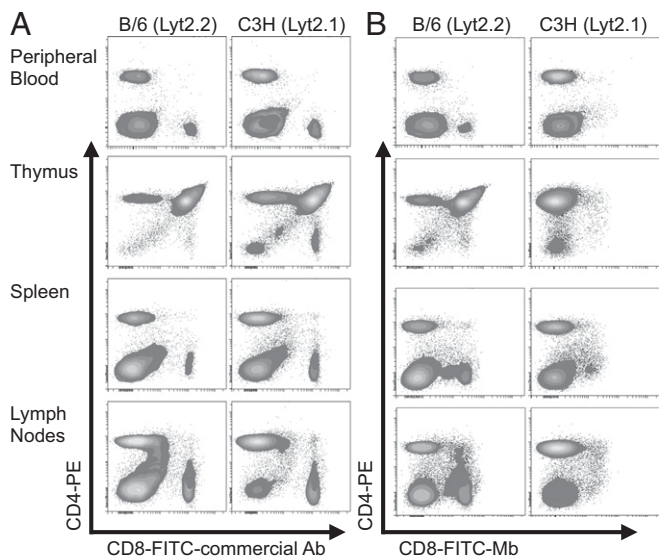 A
B/6 (Lyt2.2) C3H (Lyt2.1)
B
B/6 (Lyt2.2) C3H (Lyt2.1)
Peripheral
Blood
Thymus
Spleen
Lymph
Nodes
CD4-PE
CD4-PE
CD8-FITC-commercial Ab
CD8-FITC-Mb